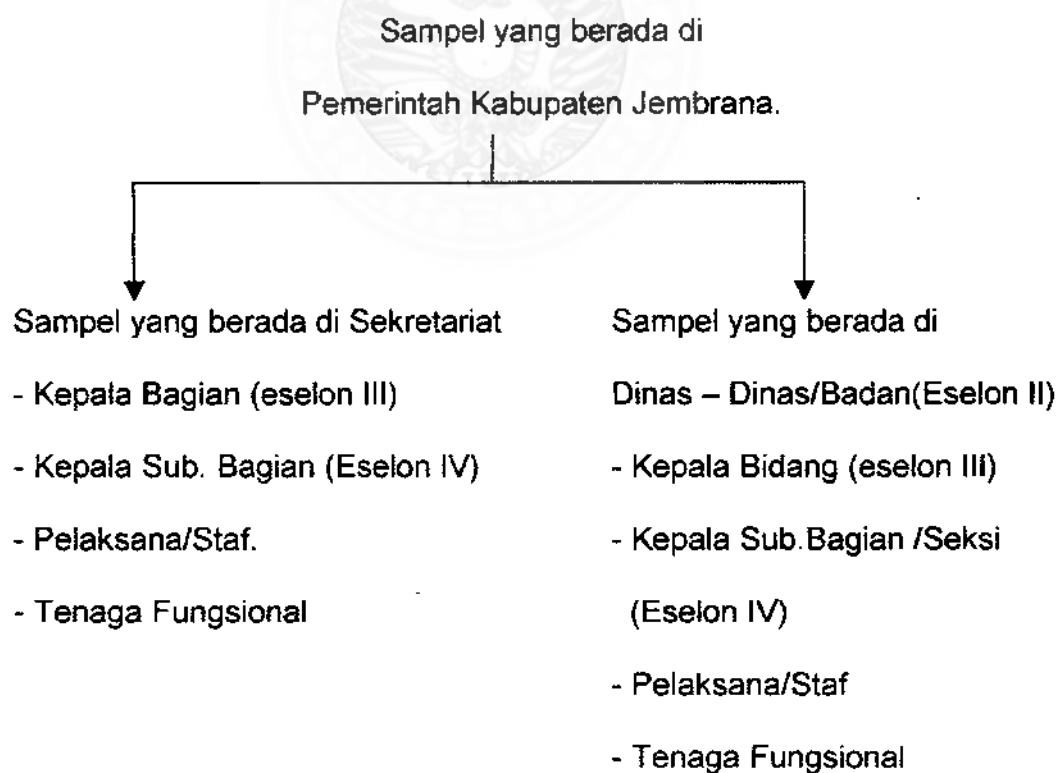 Sampel yang berada di
Pemerintah Kabupaten Jembrana.
Sampel yang berada di Sekretariat
- Kepala Bagian (eselon III)
- Kepala Sub. Bagian (Eselon IV)
- Pelaksana/Staf.
- Tenaga Fungsional
Sampel yang berada di
Dinas – Dinas/Badan(Eselon II)
- Kepala Bidang (eselon III)
- Kepala Sub.Bagian /Seksi
(Eselon IV)
- Pelaksana/Staf
- Tenaga Fungsional